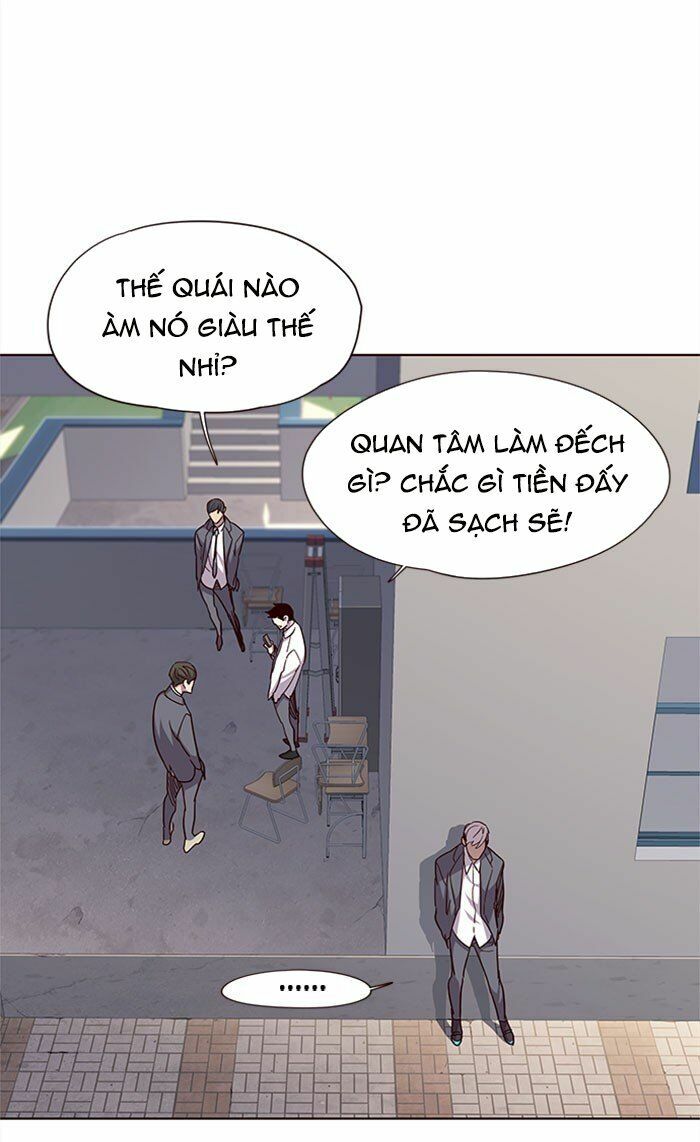 THẾ QUÁI NÀO
ÀM NÓ GIÀU THẾ
NHỈ?
QUAN TÂM LÀM ĐẾCH
GÌ? CHẮC GÌ TIỀN ĐẤY
ĐÃ SẠCH SẼ!
......